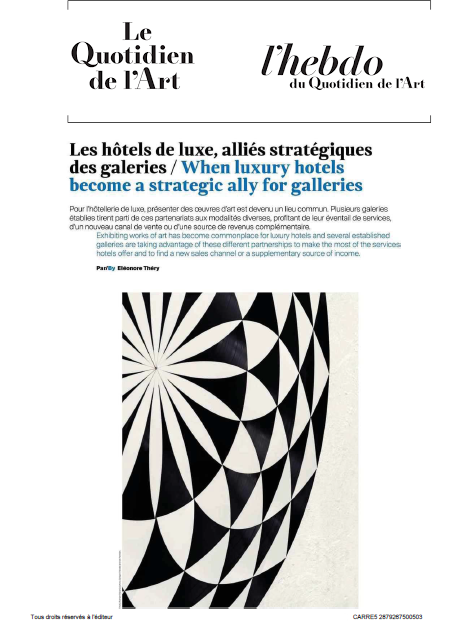 Le
Quotidien
de l'Art
l'hebdo
du Quotidien de l'Art
Les hôtels de luxe, alliés stratégiques
des galeries / When luxury hotels
become a strategic ally for galleries
Pour l'hôtellerie de luxe, présenter des œuvres d'art est devenu un lieu commun. Plusieurs galeries
établies tirent parti de ces partenariats aux modalités diverses, profitant de leur éventail de services,
d'un nouveau canal de vente ou d'une source de revenus complémentaire.
Exhibiting works of art has become commonplace for luxury hotels and several established
galleries are taking advantage of these different partnerships to make the most of the services
hotels offer and to find a new sales channel or a supplementary source of income.
Par/By Eléonore Théry
Tous droits réservés à l'éditeur
CARRE5 2879267500503